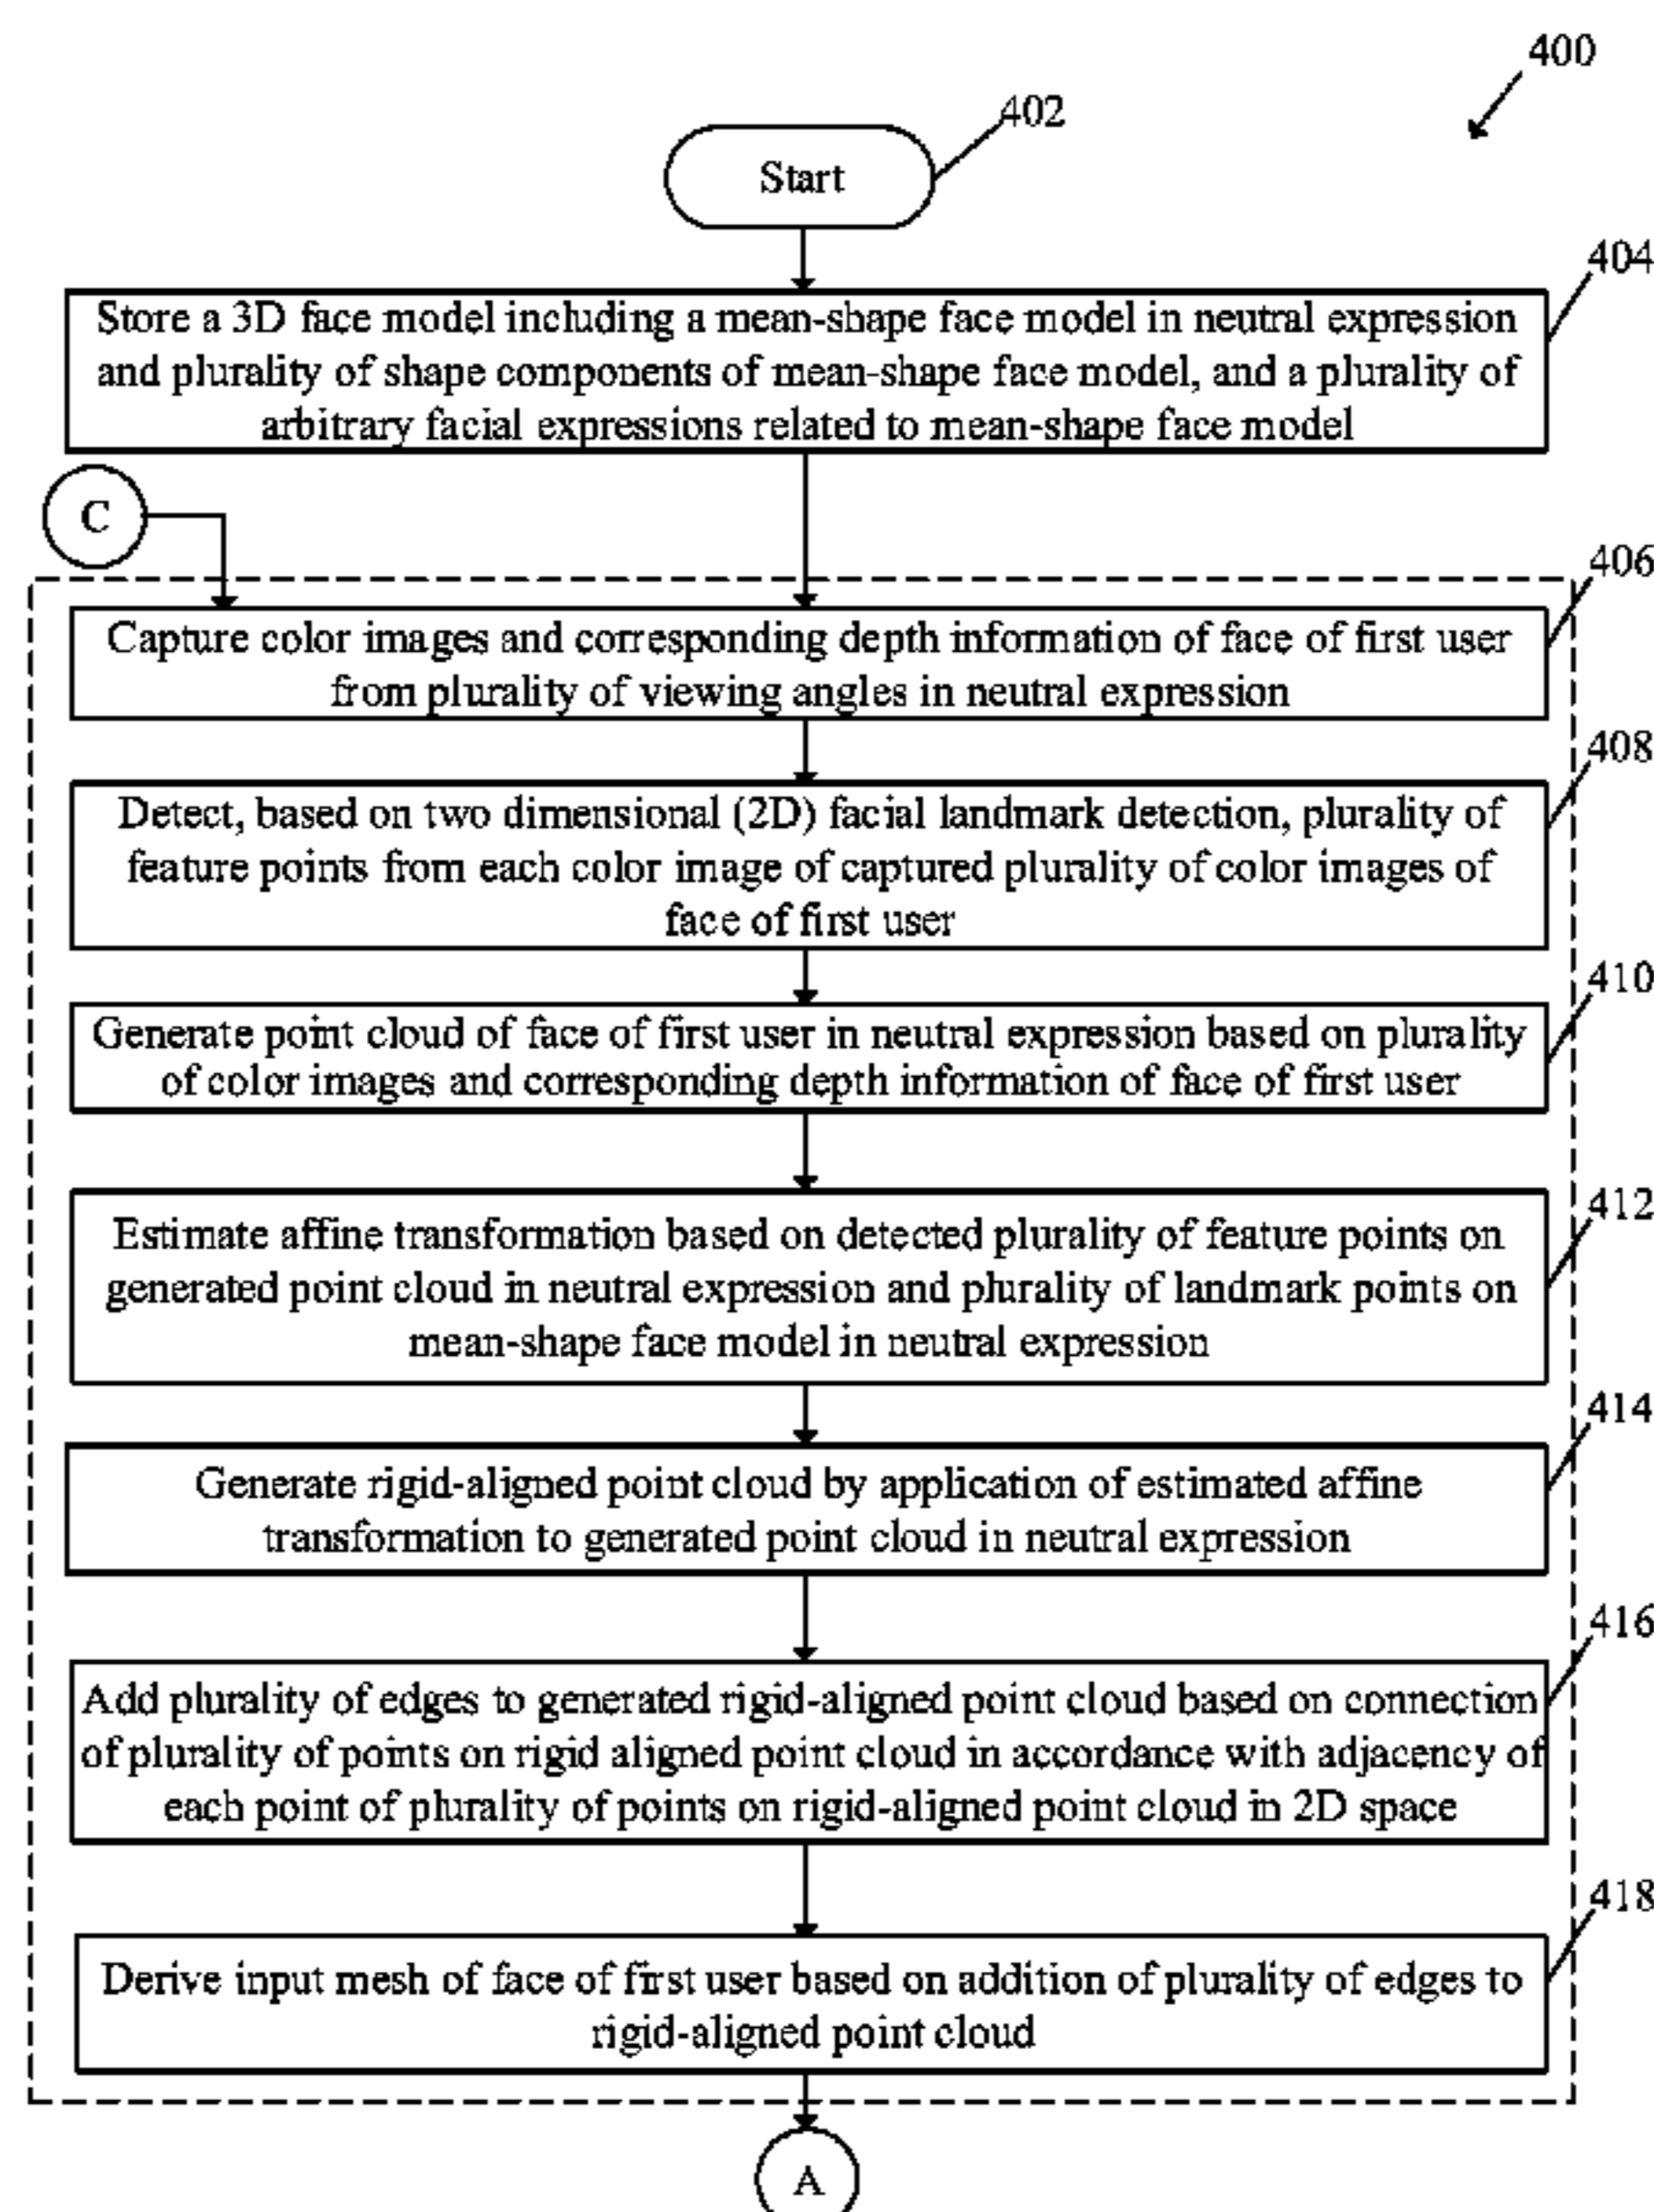 400
402
Start
404
Store a 3D face model including a mean-shape face model in neutral expression
and plurality of shape components of mean-shape face model, and a plurality of
arbitrary facial expressions related to mean-shape face model
C
406
Capture color images and corresponding depth information of face of first user
from plurality of viewing angles in neutral expression
408
Detect, based on two dimensional (2D) facial landmark detection, plurality of
feature points from each color image of captured plurality of color images of
face of first user
410
Generate point cloud of face of first user in neutral expression based on plurality
of color images and corresponding depth information of face of first user
412
Estimate affine transformation based on detected plurality of feature points on
generated point cloud in neutral expression and plurality of landmark points on
mean-shape face model in neutral expression
414
Generate rigid-aligned point cloud by application of estimated affine
transformation to generated point cloud in neutral expression
416
Add plurality of edges to generated rigid-aligned point cloud based on connection
of plurality of points on rigid aligned point cloud in accordance with adjacency of
each point of plurality of points on rigid-aligned point cloud in 2D space
418
Derive input mesh of face of first user based on addition of plurality of edges to
rigid-aligned point cloud
A